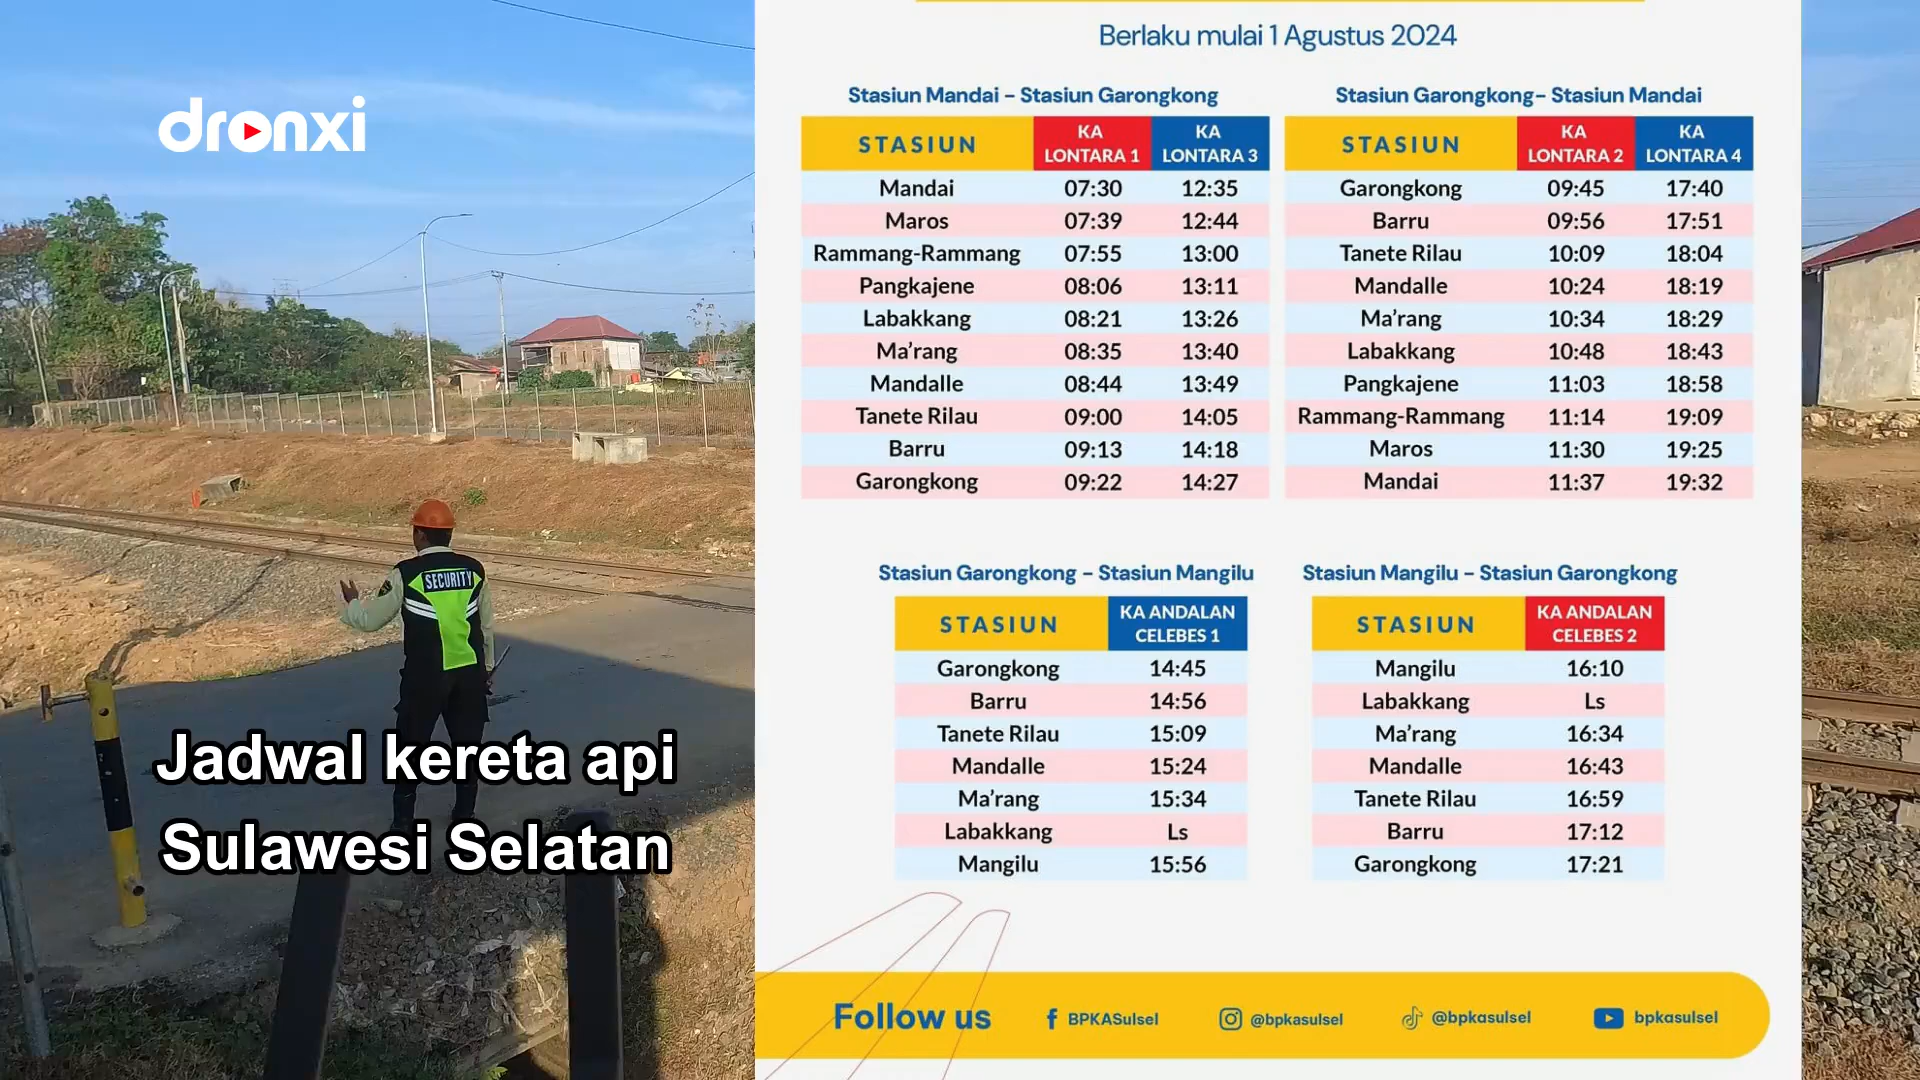 dronxi
SECURITY
Jadwal kereta api
Sulawesi Selatan
Berlaku mulai 1 Agustus 2024
Stasiun Mandai - Stasiun Garongkong
STASIUN KA LONTARA 1 KA LONTARA 3
Mandai 07:30 12:35
Maros 07:39 12:44
Rammang-Rammang 07:55 13:00
Pangkajene 08:06 13:11
Labakkang 08:21 13:26
Ma'rang 08:35 13:40
Mandalle 08:44 13:49
Tanete Rilau 09:00 14:05
Barru 09:13 14:18
Garongkong 09:22 14:27
Stasiun Garongkong- Stasiun Mandai
STASIUN KA LONTARA 2 KA LONTARA 4
Garongkong 09:45 17:40
Barru 09:56 17:51
Tanete Rilau 10:09 18:04
Mandalle 10:24 18:19
Ma'rang 10:34 18:29
Labakkang 10:48 18:43
Pangkajene 11:03 18:58
Rammang-Rammang 11:14 19:09
Maros 11:30 19:25
Mandai 11:37 19:32
Stasiun Garongkong - Stasiun Mangilu
STASIUN KA ANDALAN CELEBES 1
Garongkong 14:45
Barru 14:56
Tanete Rilau 15:09
Mandalle 15:24
Ma'rang 15:34
Labakkang Ls
Mangilu 15:56
Stasiun Mangilu - Stasiun Garongkong
STASIUN KA ANDALAN CELEBES 2
Mangilu 16:10
Labakkang Ls
Ma'rang 16:34
Mandalle 16:43
Tanete Rilau 16:59
Barru 17:12
Garongkong 17:21
Follow us BPKASulsel @bpkasulsel @bpkasulsel bpkasulsel